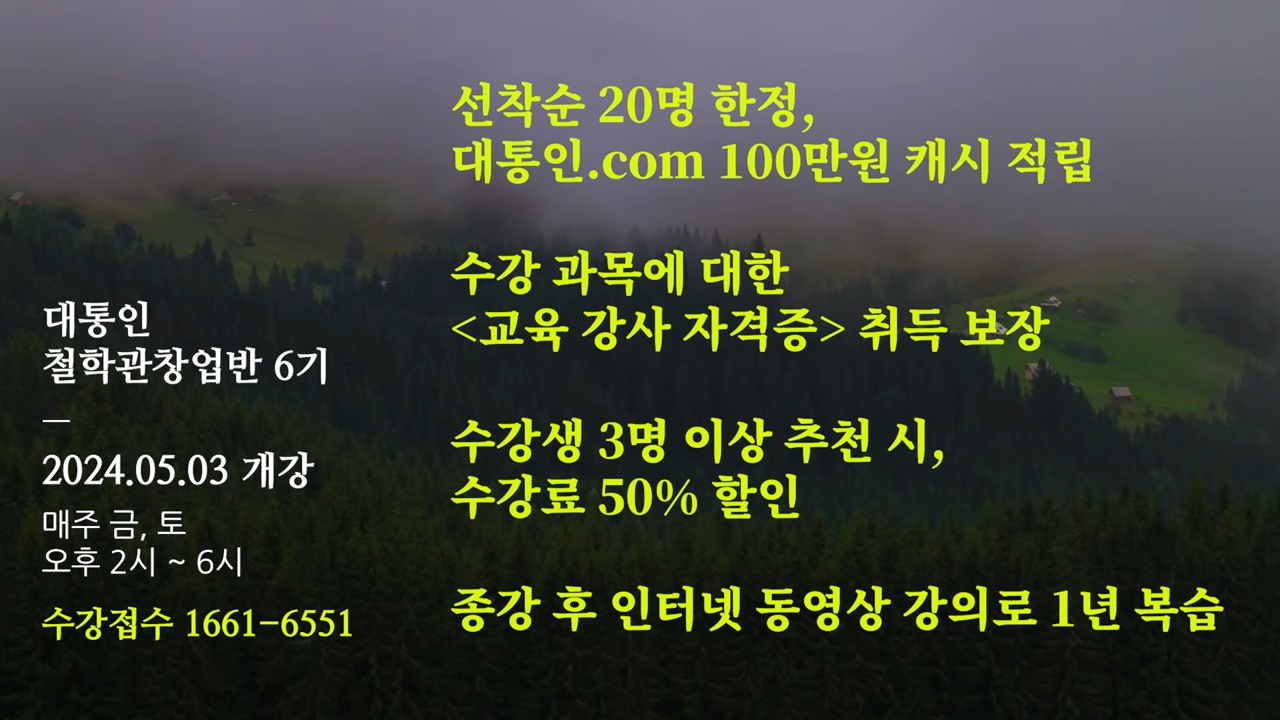 대통인
철학관창업반 6기
2024.05.03 개강
매주 금, 토
오후 2시 ~ 6시
수강접수 1661-6551
선착순 20명 한정,
대통인.com 100만원 캐시 적립
수강 과목에 대한
<교육 강사 자격증> 취득 보장
수강생 3명 이상 추천 시,
수강료 50% 할인
종강 후 인터넷 동영상 강의로 1년 복습